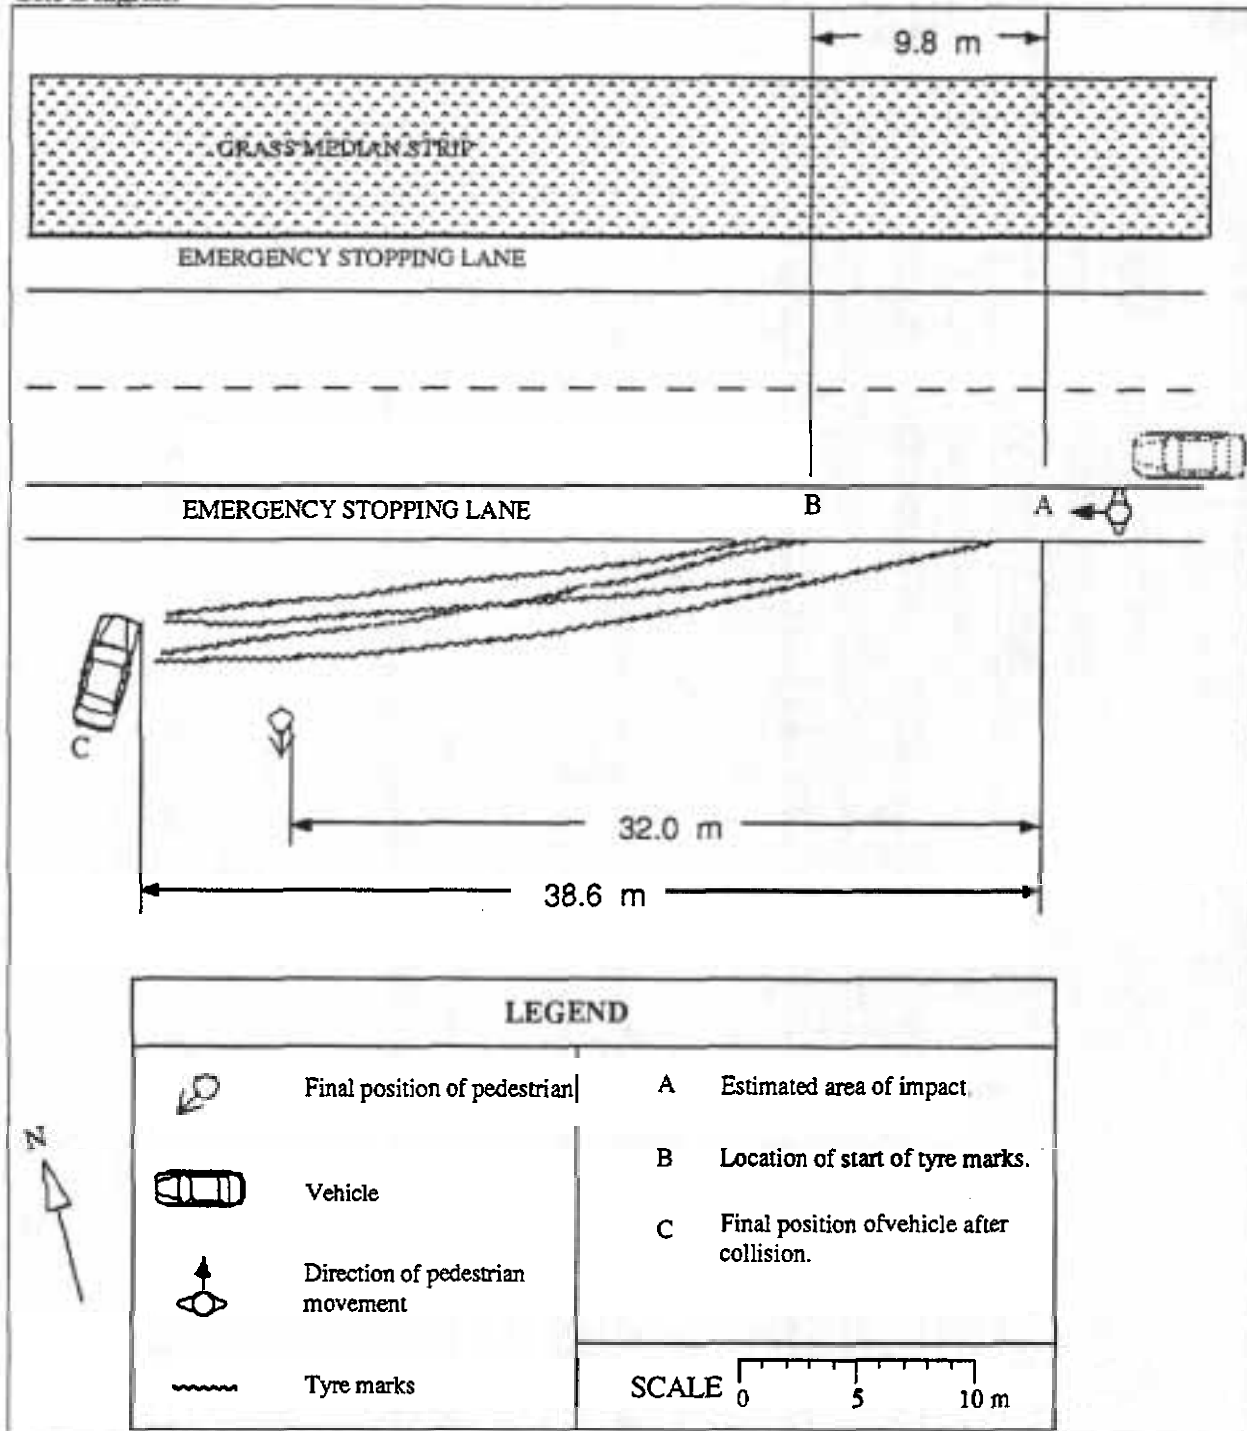 9.8 m
GRASS MEDIAN STRIP
EMERGENCY STOPPING LANE
EMERGENCY STOPPING LANE
B
A
C
32.0 m
38.6 m
LEGEND
Final position of pedestrian
Vehicle
Direction of pedestrian
movement
Tyre marks
A Estimated area of impact.
B Location of start of tyre marks.
C Final position ofvehicle after
collision.
N
SCALE 0 5 10 m